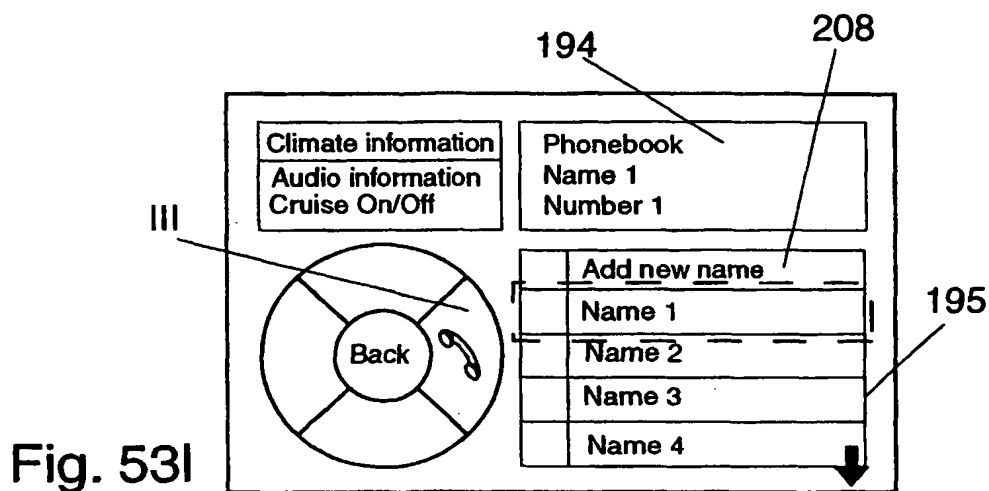 194
208
Climate information
Audio information
Cruise On/Off
Phonebook
Name 1
Number 1
III
Add new name
Name 1
195
Back
Name 2
Name 3
Name 4
Fig. 53I